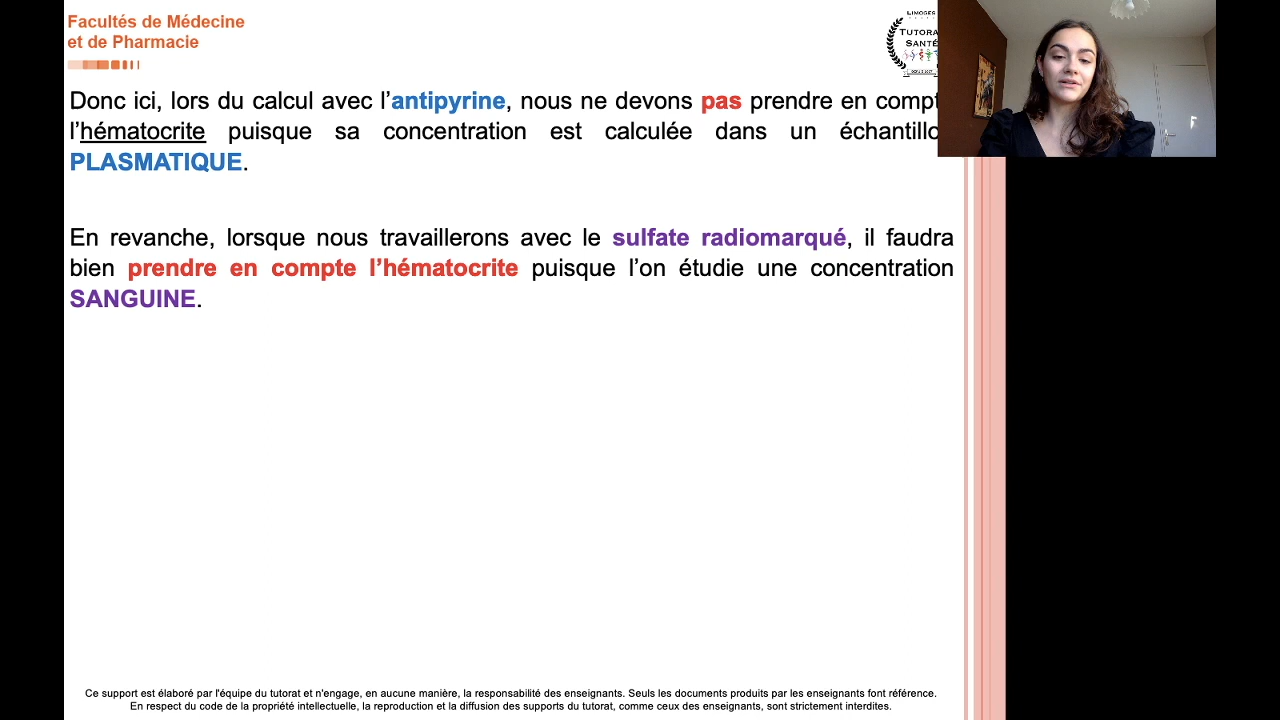 Facultés de Médecine
et de Pharmacie
LIMOGES
TUTORA
SANTÉ
Donc ici, lors du calcul avec l’antipyrine, nous ne devons pas prendre en compt
l’hématocrite puisque sa concentration est calculée dans un échantillo
PLASMATIQUE.
En revanche, lorsque nous travaillerons avec le sulfate radiomarqué, il faudra
bien prendre en compte l’hématocrite puisque l’on étudie une concentration
SANGUINE.
Ce support est élaboré par l'équipe du tutorat et n'engage, en aucune manière, la responsabilité des enseignants. Seuls les documents produits par les enseignants font référence.
En respect du code de la propriété intellectuelle, la reproduction et la diffusion des supports du tutorat, comme ceux des enseignants, sont strictement interdites.